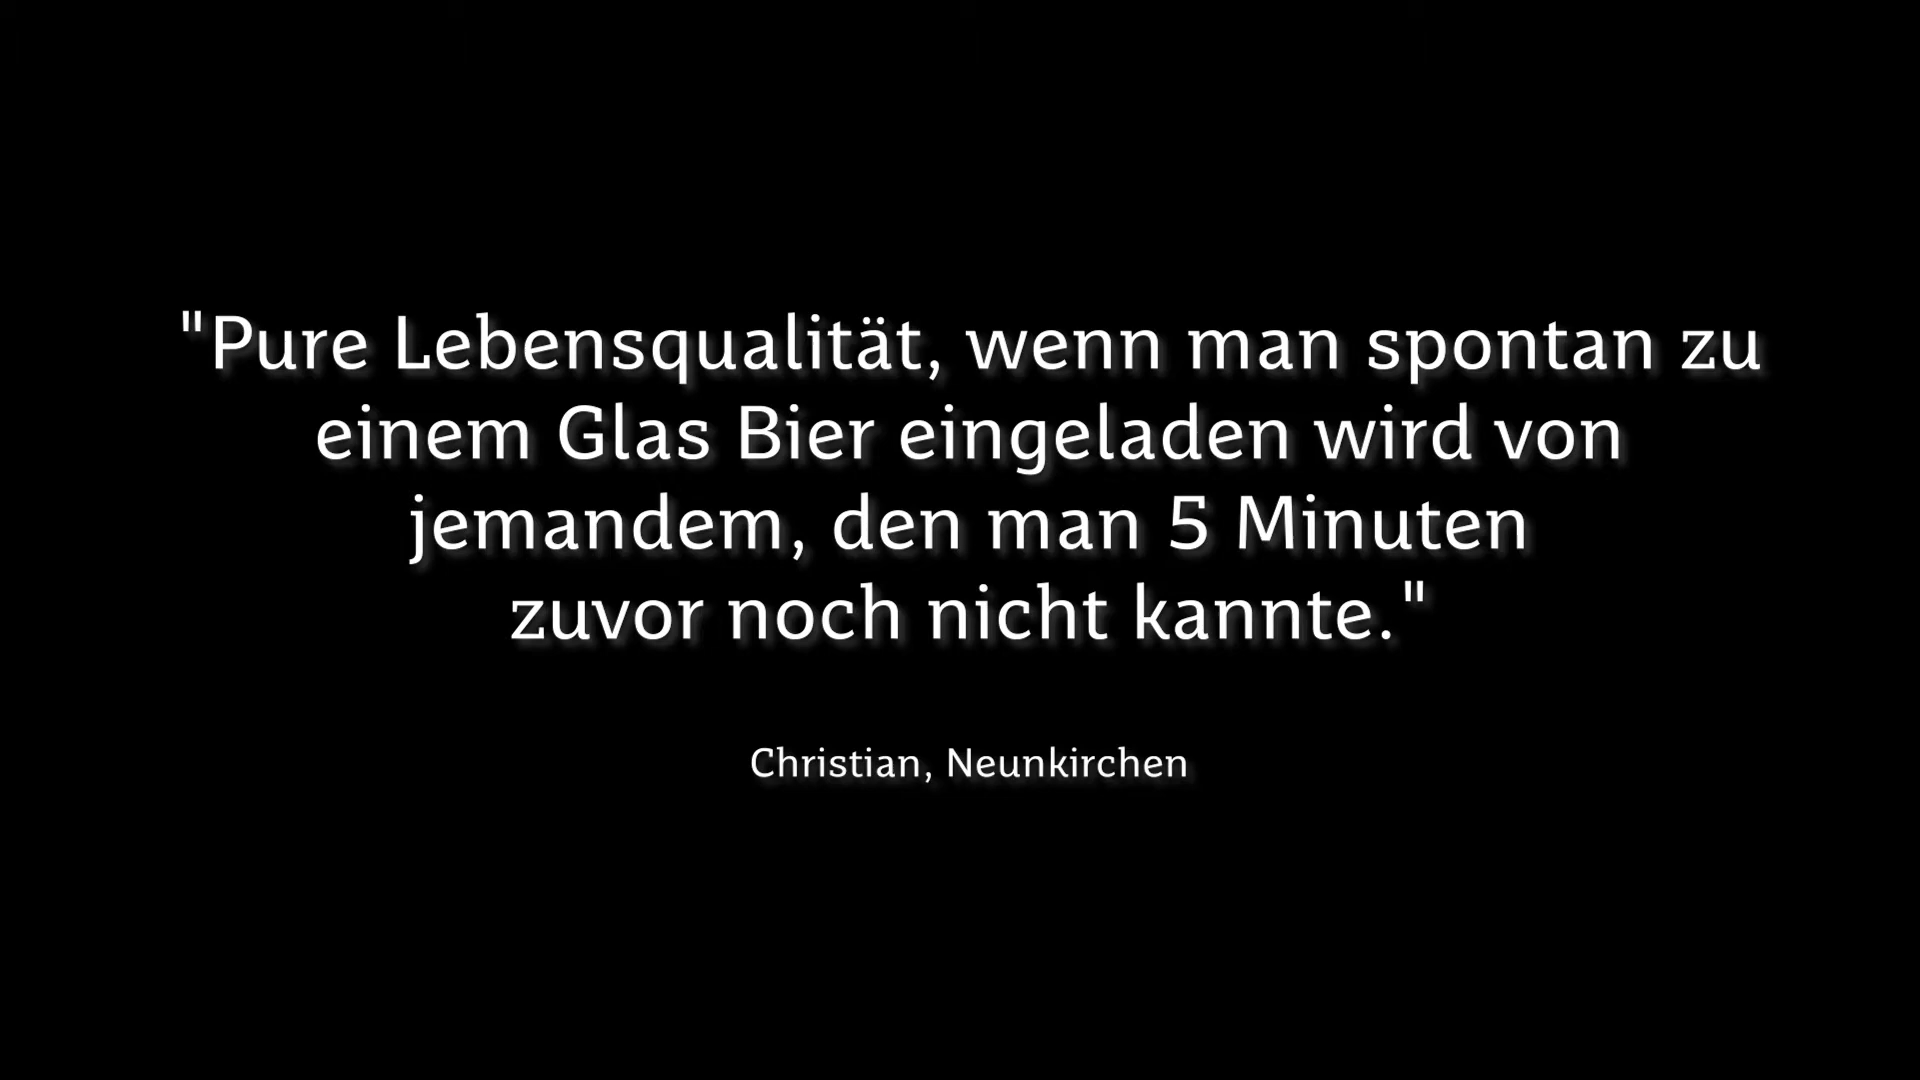 "Pure Lebensqualität, wenn man spontan zu
einem Glas Bier eingeladen wird von
jemandem, den man 5 Minuten
zuvor noch nicht kannte."
Christian, Neunkirchen